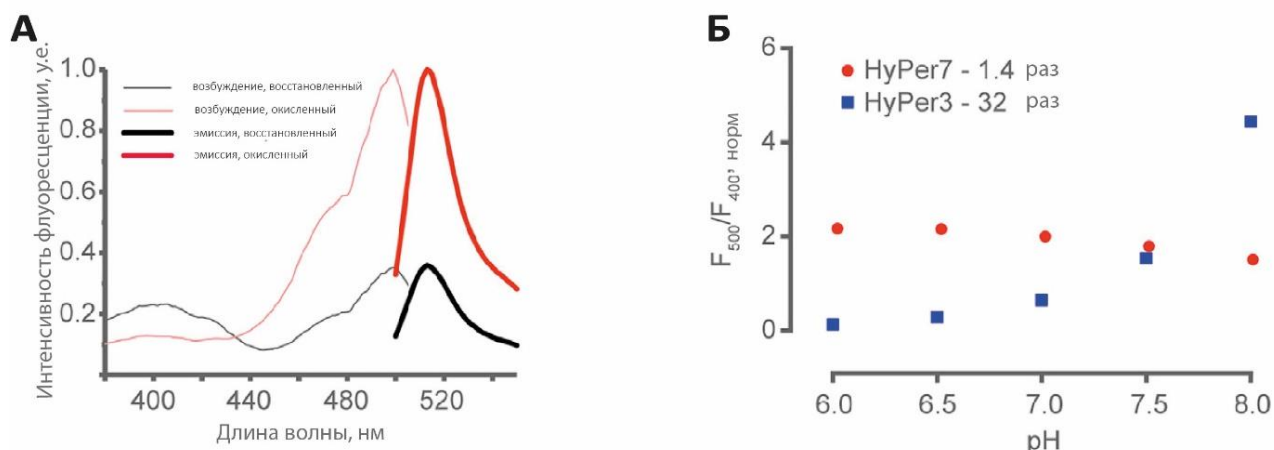 А
Интенсивность флуоресценции, у.е.
1.0
0.8
0.6
0.4
0.2
возбуждение, восстановленный
возбуждение, окисленный
эмиссия, восстановленный
эмиссия, окисленный
400
440
480
520
Длина волны, нм
Б
F500/F400, норм
6
4
2
0
HyPer7 - 1.4 раз
HyPer3 - 32 раз
6.0
6.5
7.0
7.5
8.0
pH